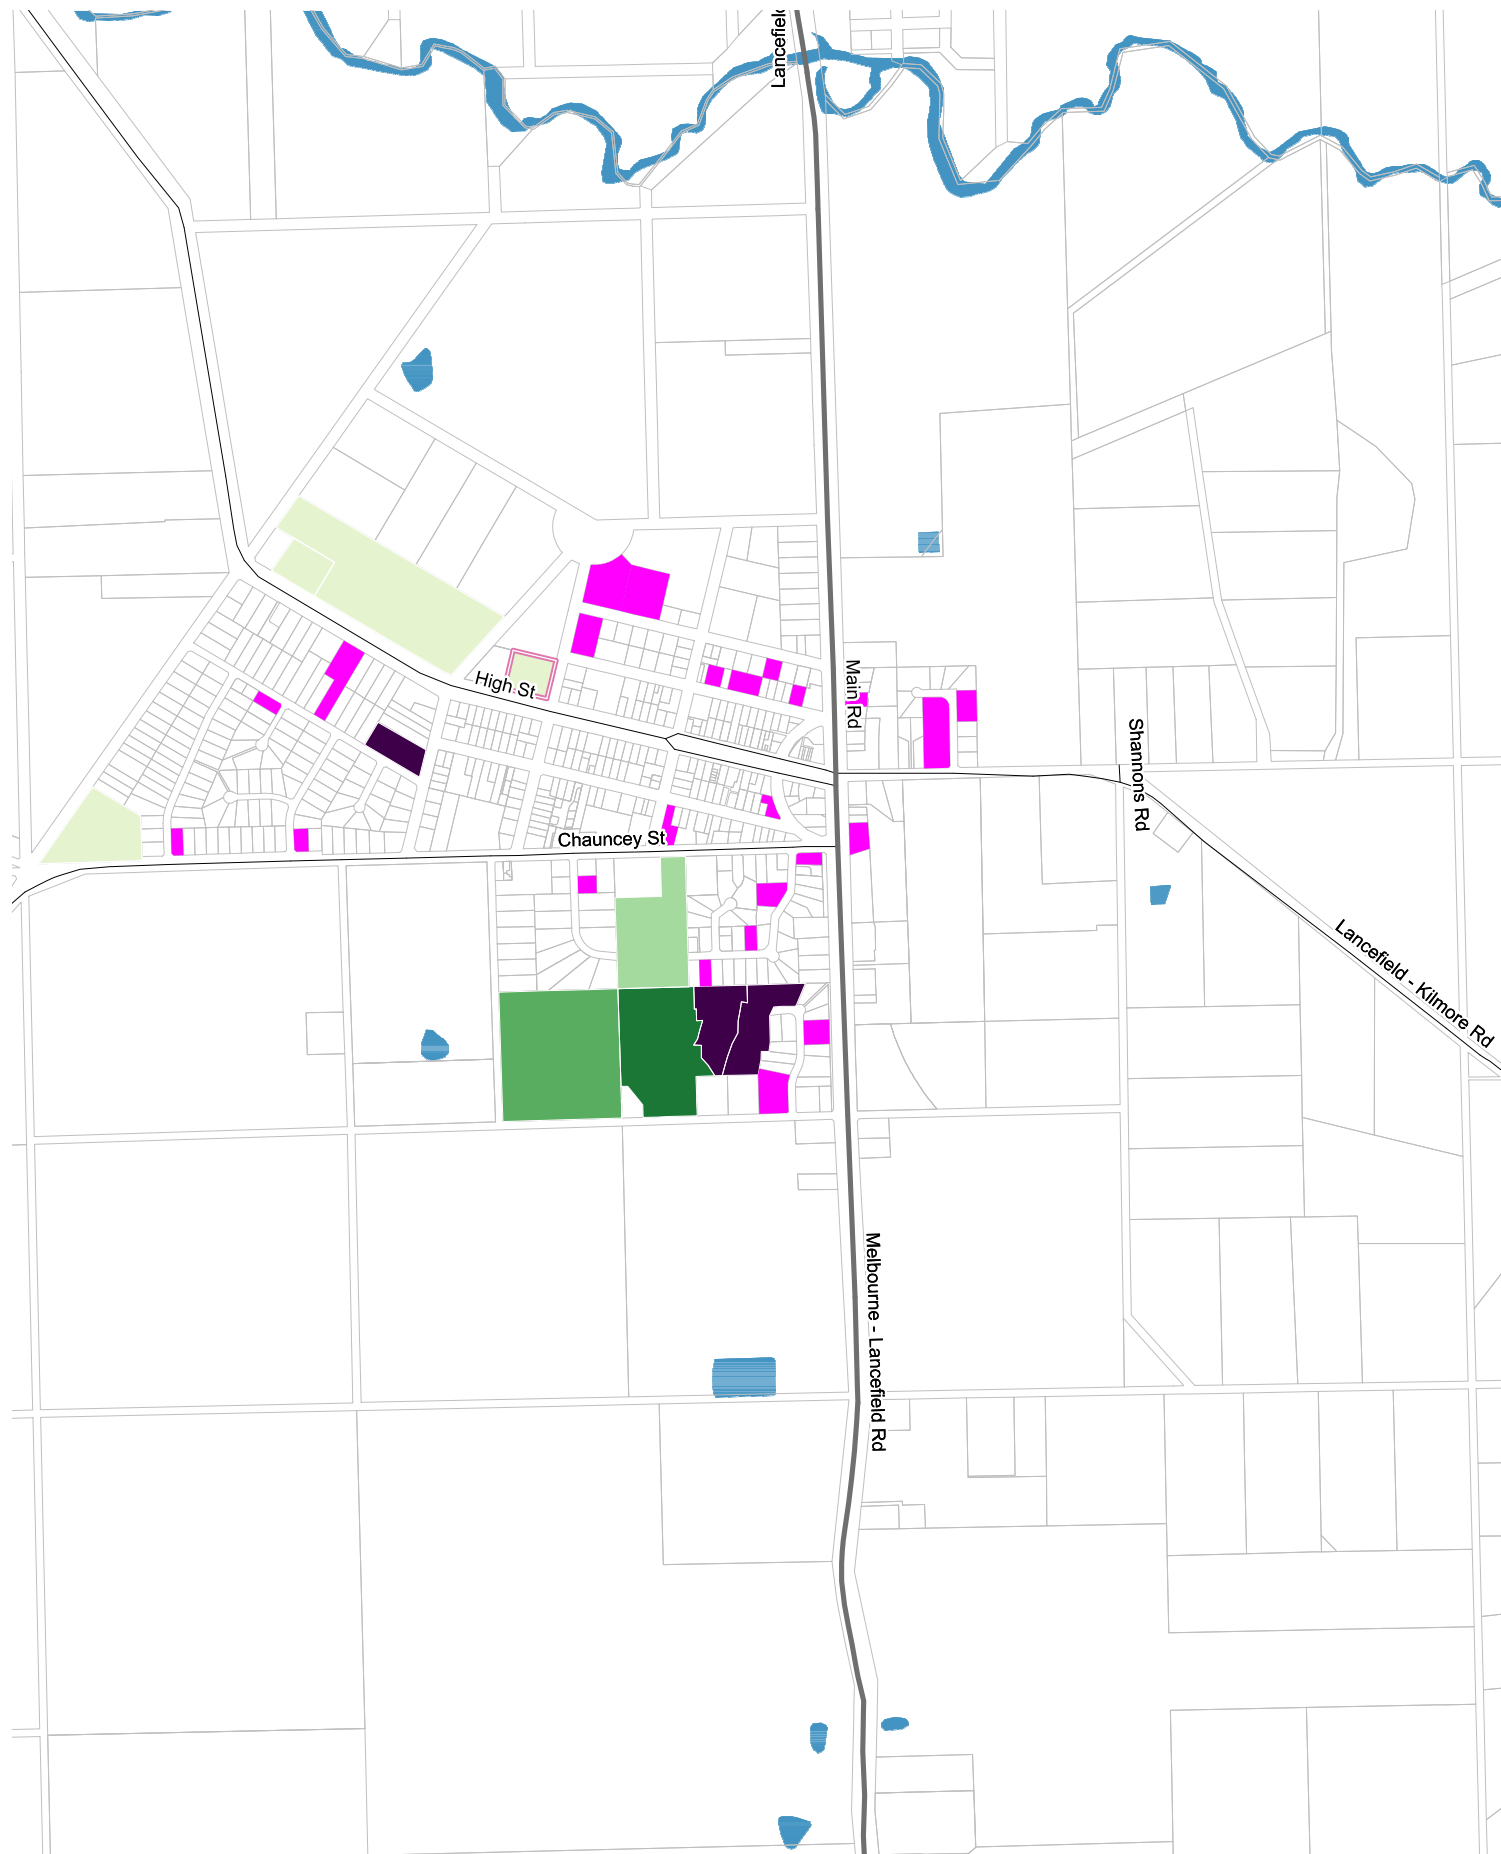 Lancefield
High St
Main Rd
Shannons Rd
Chauncey St
Lancefield - Kilmore Rd
Melbourne - Lancefield Rd